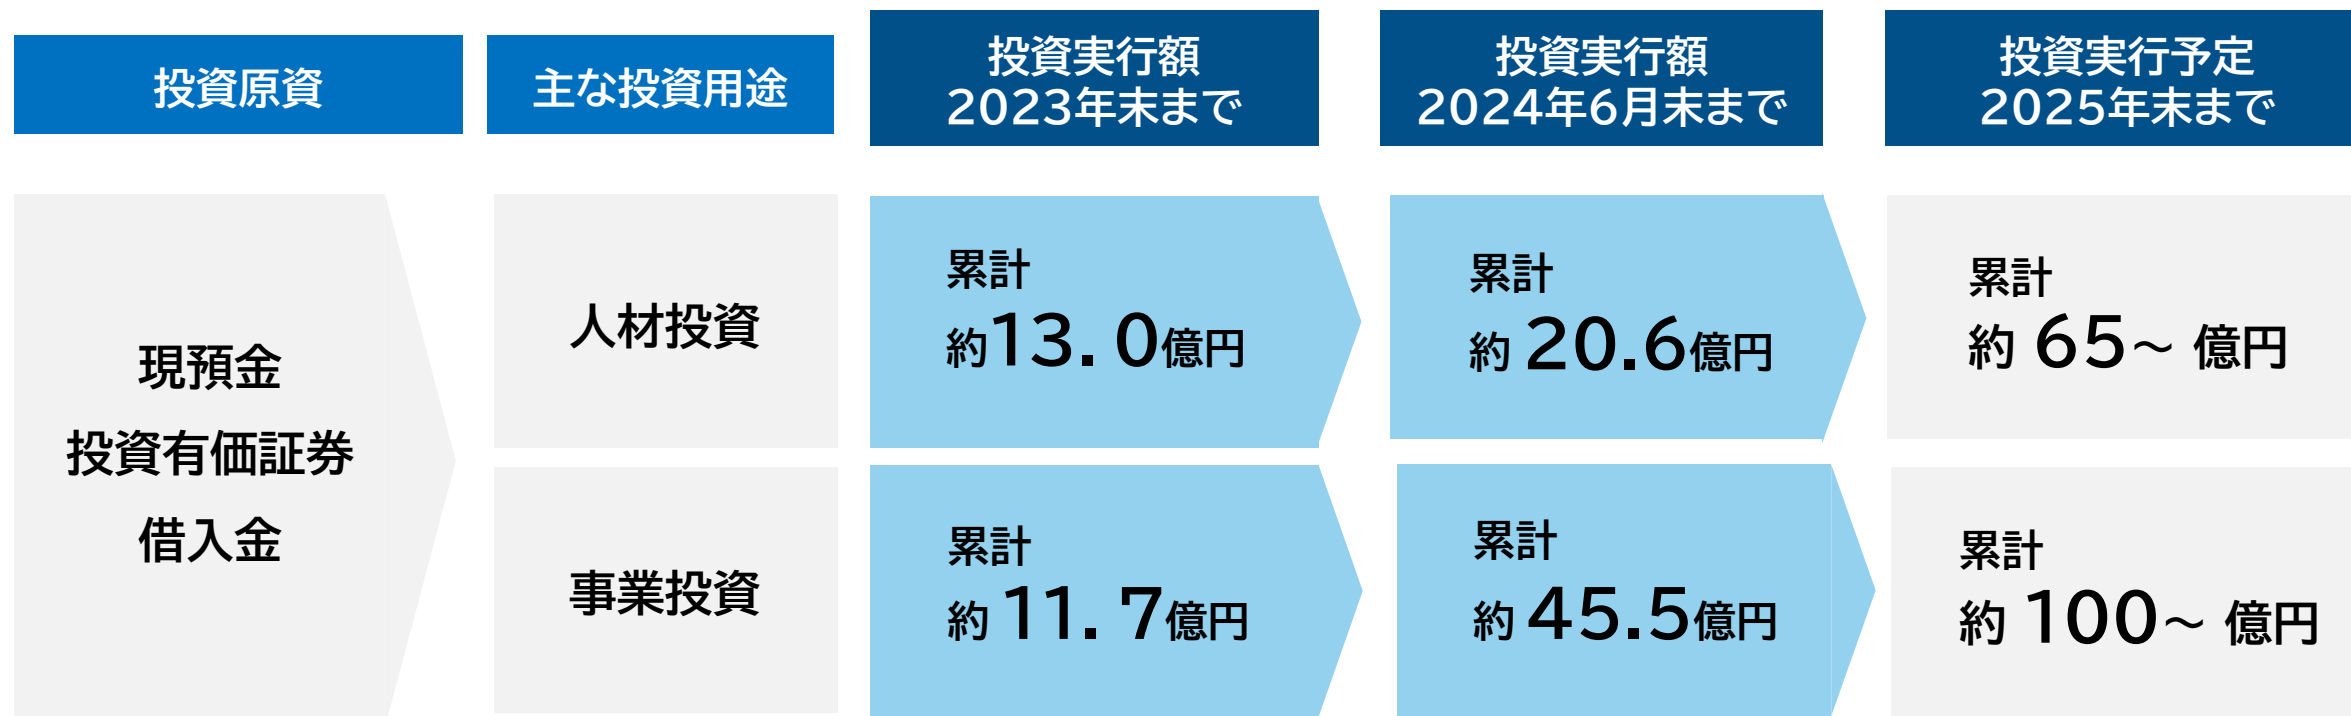 投資原資
主な投資用途
投資実行額
2023年末まで
投資実行額
2024年6月末まで
投資実行予定
2025年末まで
現預金
投資有価証券
借入金
人材投資
累計
約13.0億円
累計
約 20.6億円
累計
約 65~ 億円
事業投資
累計
約 11.7億円
累計
約 45.5億円
累計
約 100~ 億円